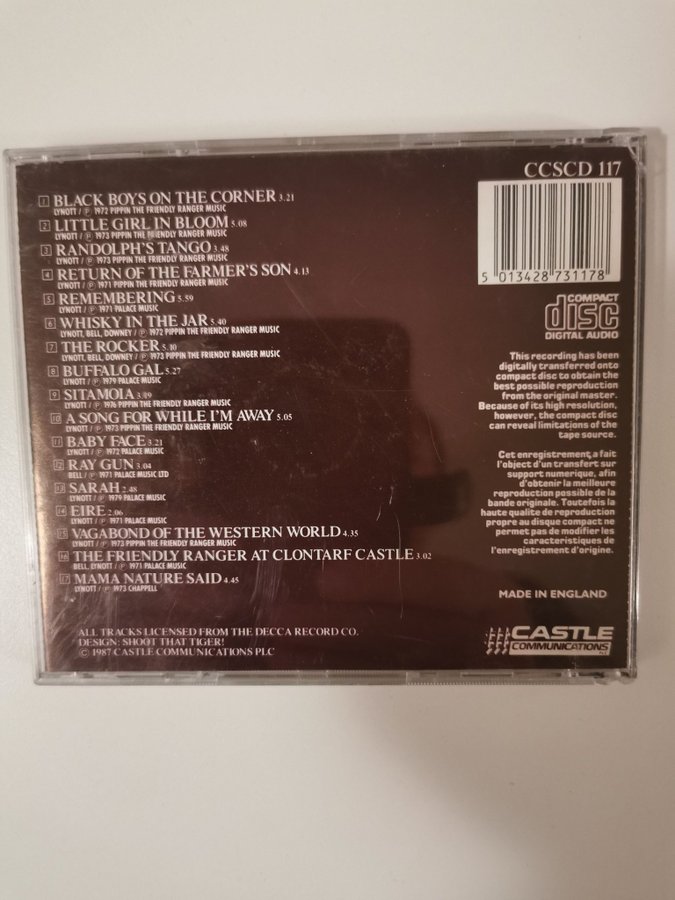 CCSCD 117
1 BLACK BOYS ON THE CORNER 3.21
LYNOTT / ℗ 1972 PIPPIN THE FRIENDLY RANGER MUSIC
2 LITTLE GIRL IN BLOOM 5.08
LYNOTT / ℗ 1973 PIPPIN THE FRIENDLY RANGER MUSIC
3 RANDOLPH'S TANGO 3.48
LYNOTT / ℗ 1973 PIPPIN THE FRIENDLY RANGER MUSIC
4 RETURN OF THE FARMER'S SON 4.13
LYNOTT / ℗ 1971 PIPPIN THE FRIENDLY RANGER MUSIC
5 REMEMBERING 5.59
LYNOTT / ℗ 1971 PALACE MUSIC
6 WHISKY IN THE JAR 5.40
LYNOTT, BELL, DOWNEY / ℗ 1972 PIPPIN THE FRIENDLY RANGER MUSIC
7 THE ROCKER 5.10
LYNOTT, BELL, DOWNEY / ℗ 1973 PIPPIN THE FRIENDLY RANGER MUSIC
8 BUFFALO GAL 5.27
LYNOTT / ℗ 1979 PALACE MUSIC
9 SITAMOIA 3.19
LYNOTT / ℗ 1976 PIPPIN THE FRIENDLY RANGER MUSIC
10 A SONG FOR WHILE I'M AWAY 5.05
LYNOTT / ℗ 1973 PIPPIN THE FRIENDLY RANGER MUSIC
11 BABY FACE 3.21
LYNOTT / ℗ 1972 PALACE MUSIC
12 RAY GUN 3.04
BELL / ℗ 1971 PALACE MUSIC LTD
13 SARAH 2.48
LYNOTT / ℗ 1979 PALACE MUSIC
14 EIRE 2.06
LYNOTT / ℗ 1971 PALACE MUSIC
15 VAGABOND OF THE WESTERN WORLD 4.35
LYNOTT / ℗ 1973 PIPPIN THE FRIENDLY RANGER MUSIC
16 THE FRIENDLY RANGER AT CLONTARF CASTLE 3.02
BELL, LYNOTT / ℗ 1971 PALACE MUSIC
17 MAMA NATURE SAID 4.45
LYNOTT / ℗ 1973 CHAPPELL
ALL TRACKS LICENSED FROM THE DECCA RECORD CO.
DESIGN: SHOOT THAT TIGER!
© 1987 CASTLE COMMUNICATIONS PLC
5 013428 731178
COMPACT
disc
DIGITAL AUDIO
This recording has been
digitally transferred onto
compact disc to obtain the
best possible reproduction
from the original master.
Because of its high resolution,
however, the compact disc
can reveal limitations of the
tape source.
Cet enregistrement a fait
l'object d'un transfert sur
support numerique, afin
d'obtenir la meilleure
reproduction possible de la
bande originale. Toutefois la
haute qualite de reproduction
propre au disque compact ne
permet pas de modifier les
caracteristiques de
l'enregistrement d'origine.
MADE IN ENGLAND
CASTLE
COMMUNICATIONS
PLC